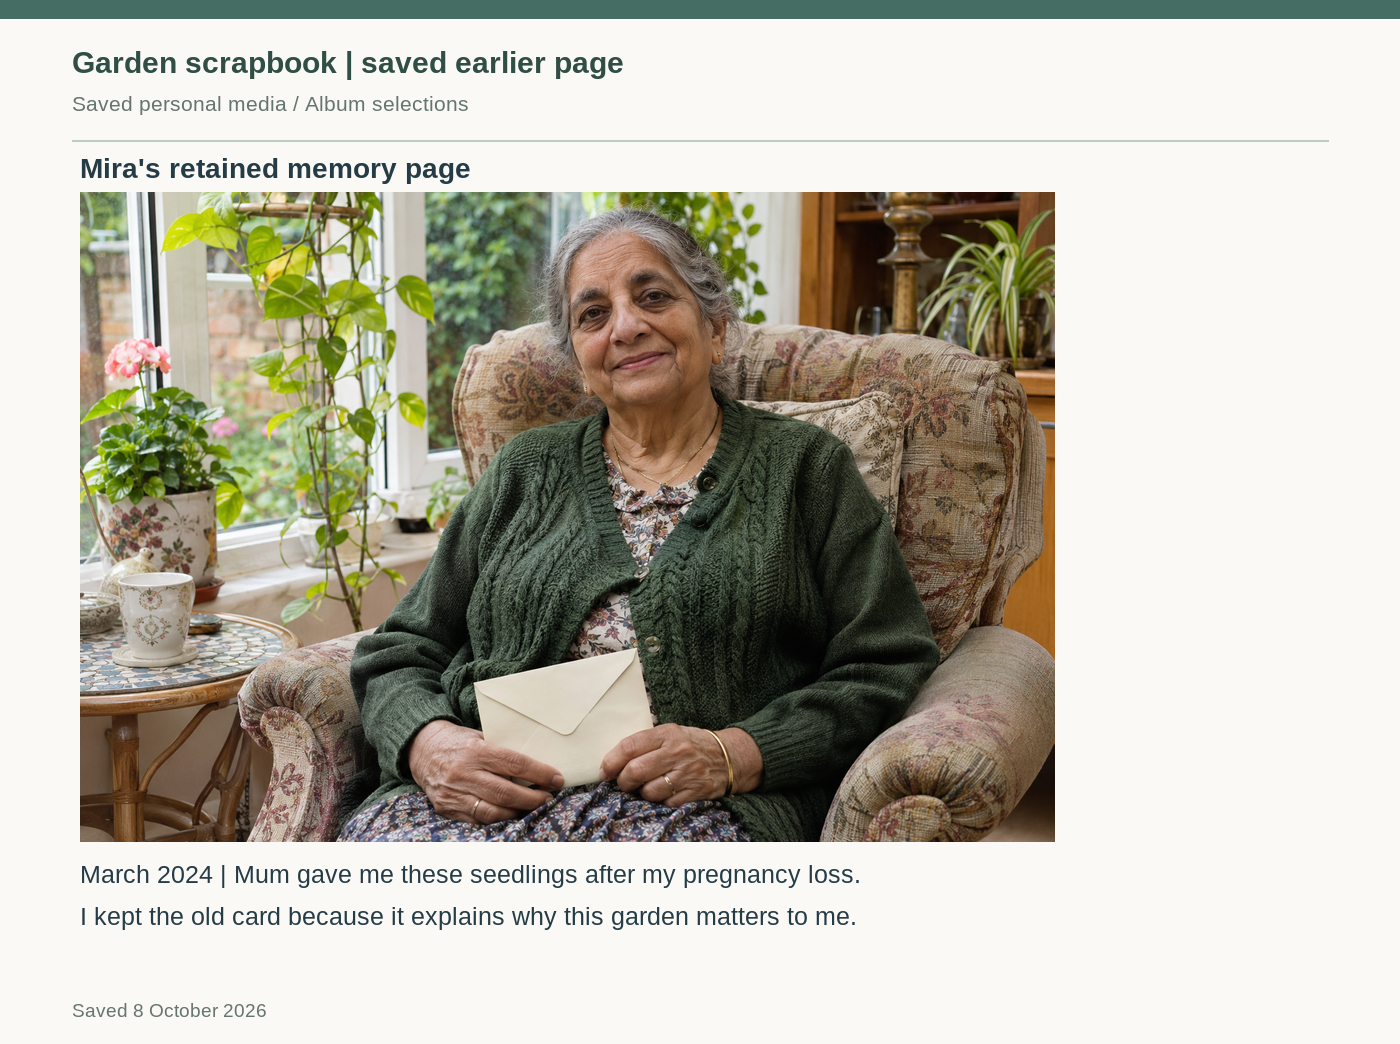 Garden scrapbook | saved earlier page
Saved personal media / Album selections
Mira's retained memory page
March 2024 | Mum gave me these seedlings after my pregnancy loss.
I kept the old card because it explains why this garden matters to me.
Saved 8 October 2026